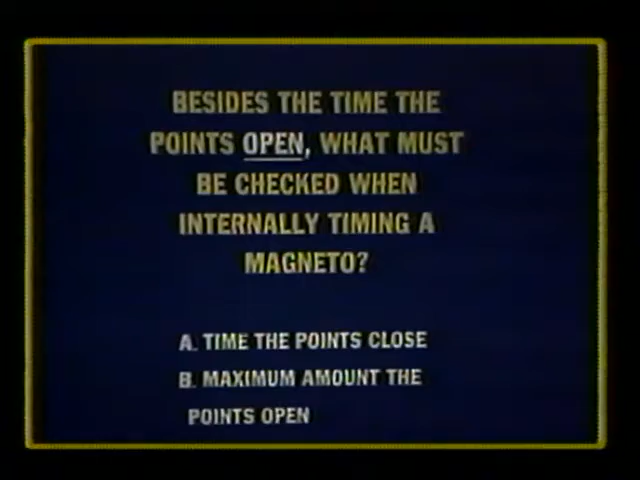 BESIDES THE TIME THE
POINTS OPEN, WHAT MUST
BE CHECKED WHEN
INTERNALLY TIMING A
MAGNETO?
A. TIME THE POINTS CLOSE
B. MAXIMUM AMOUNT THE
POINTS OPEN